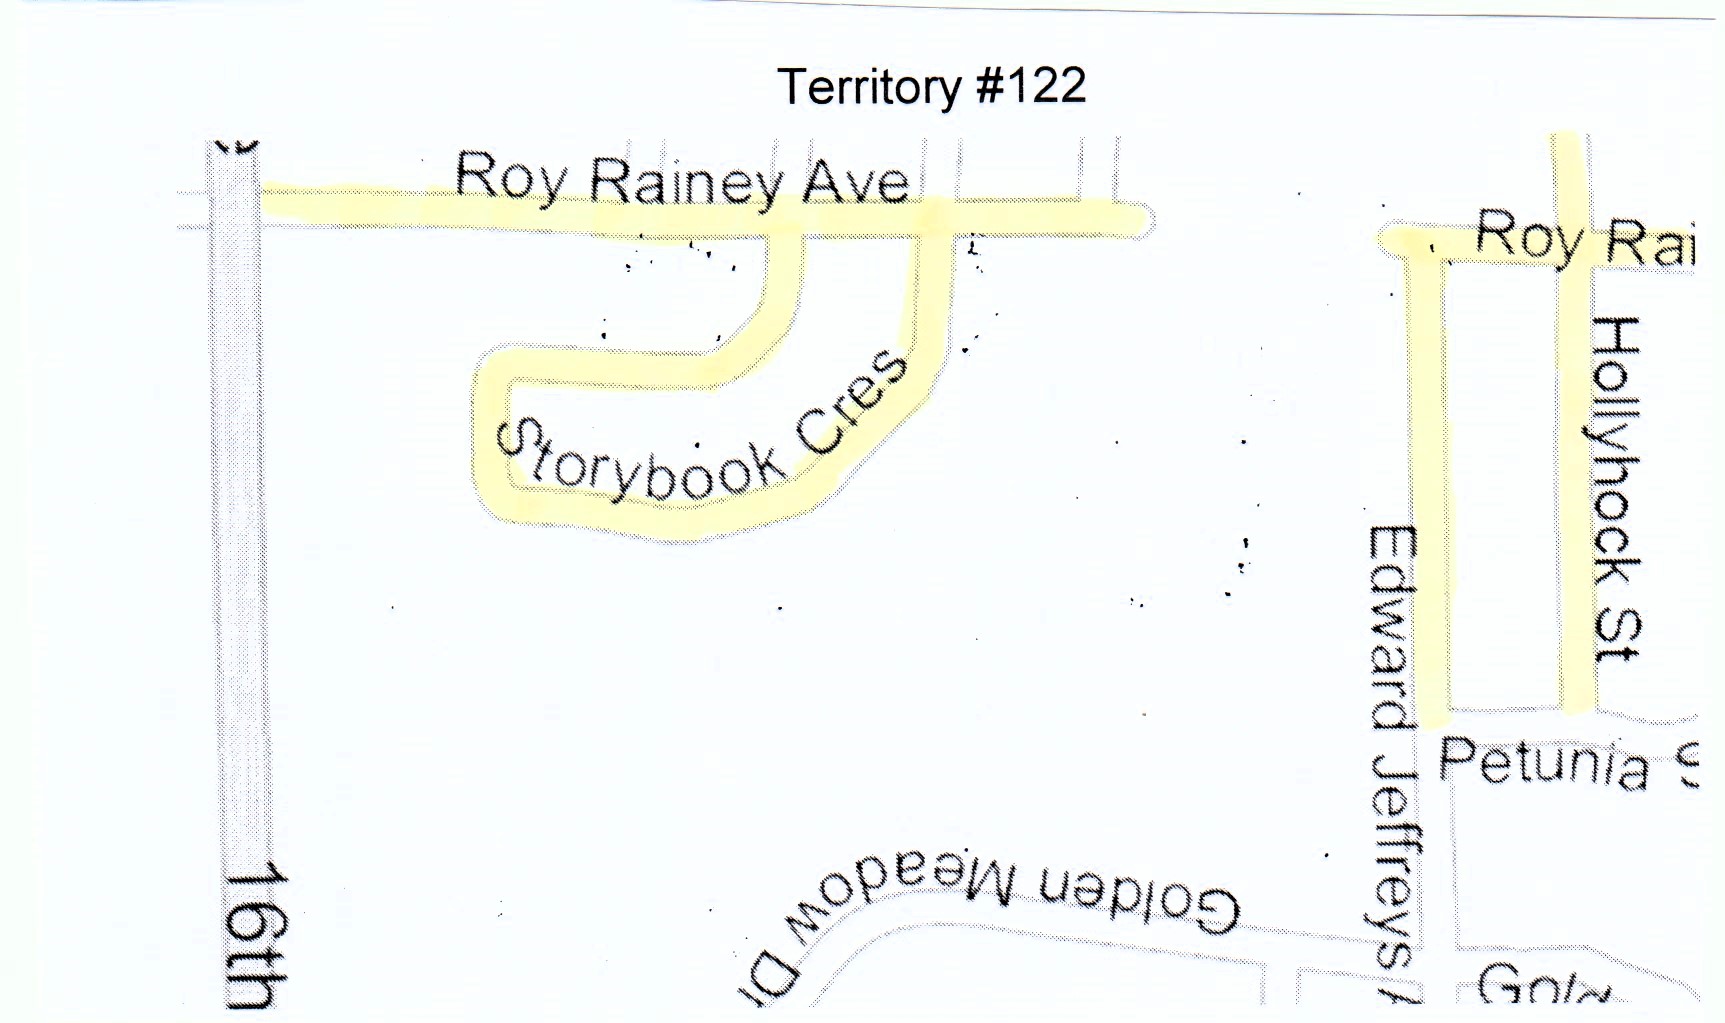 Territory #122
Roy Rainey Ave
Roy Rai
Storybook Cres
Hollyhock St
Edward Jeffreys A
Petunia S
Golden Meadow Dr
16th